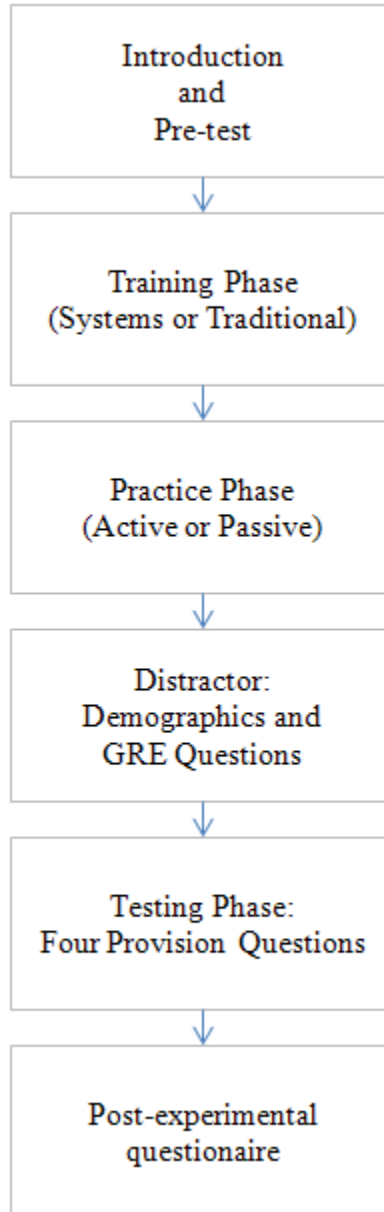 Introduction
and
Pre-test
Training Phase
(Systems or Traditional)
Practice Phase
(Active or Passive)
Distractor:
Demographics and
GRE Questions
Testing Phase:
Four Provision Questions
Post-experimental
questionaire